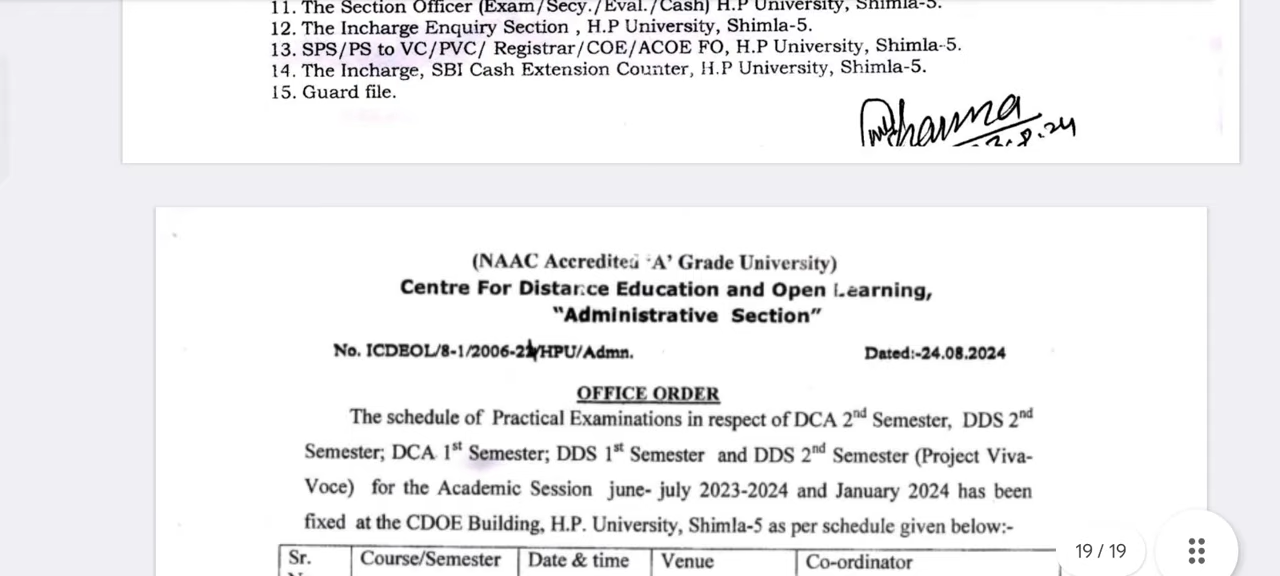 11. The Section Officer (Exam/Secy./Eval./Cash) H.P University, Shimla-5.
12. The Incharge Enquiry Section , H.P University, Shimla-5.
13. SPS/PS to VC/PVC/ Registrar/COE/ACOE FO, H.P University, Shimla-5.
14. The Incharge, SBI Cash Extension Counter, H.P University, Shimla-5.
15. Guard file.
(NAAC Accredited 'A' Grade University)
Centre For Distance Education and Open Learning,
"Administrative Section"
No. ICDEOL/8-1/2006-21/HPU/Admn. Dated:-24.08.2024
OFFICE ORDER
The schedule of Practical Examinations in respect of DCA 2nd Semester, DDS 2nd
Semester; DCA 1st Semester; DDS 1st Semester and DDS 2nd Semester (Project Viva-
Voce) for the Academic Session june- july 2023-2024 and January 2024 has been
fixed at the CDOE Building, H.P. University, Shimla-5 as per schedule given below:-
Sr. Course/Semester Date & time Venue Co-ordinator
19 / 19